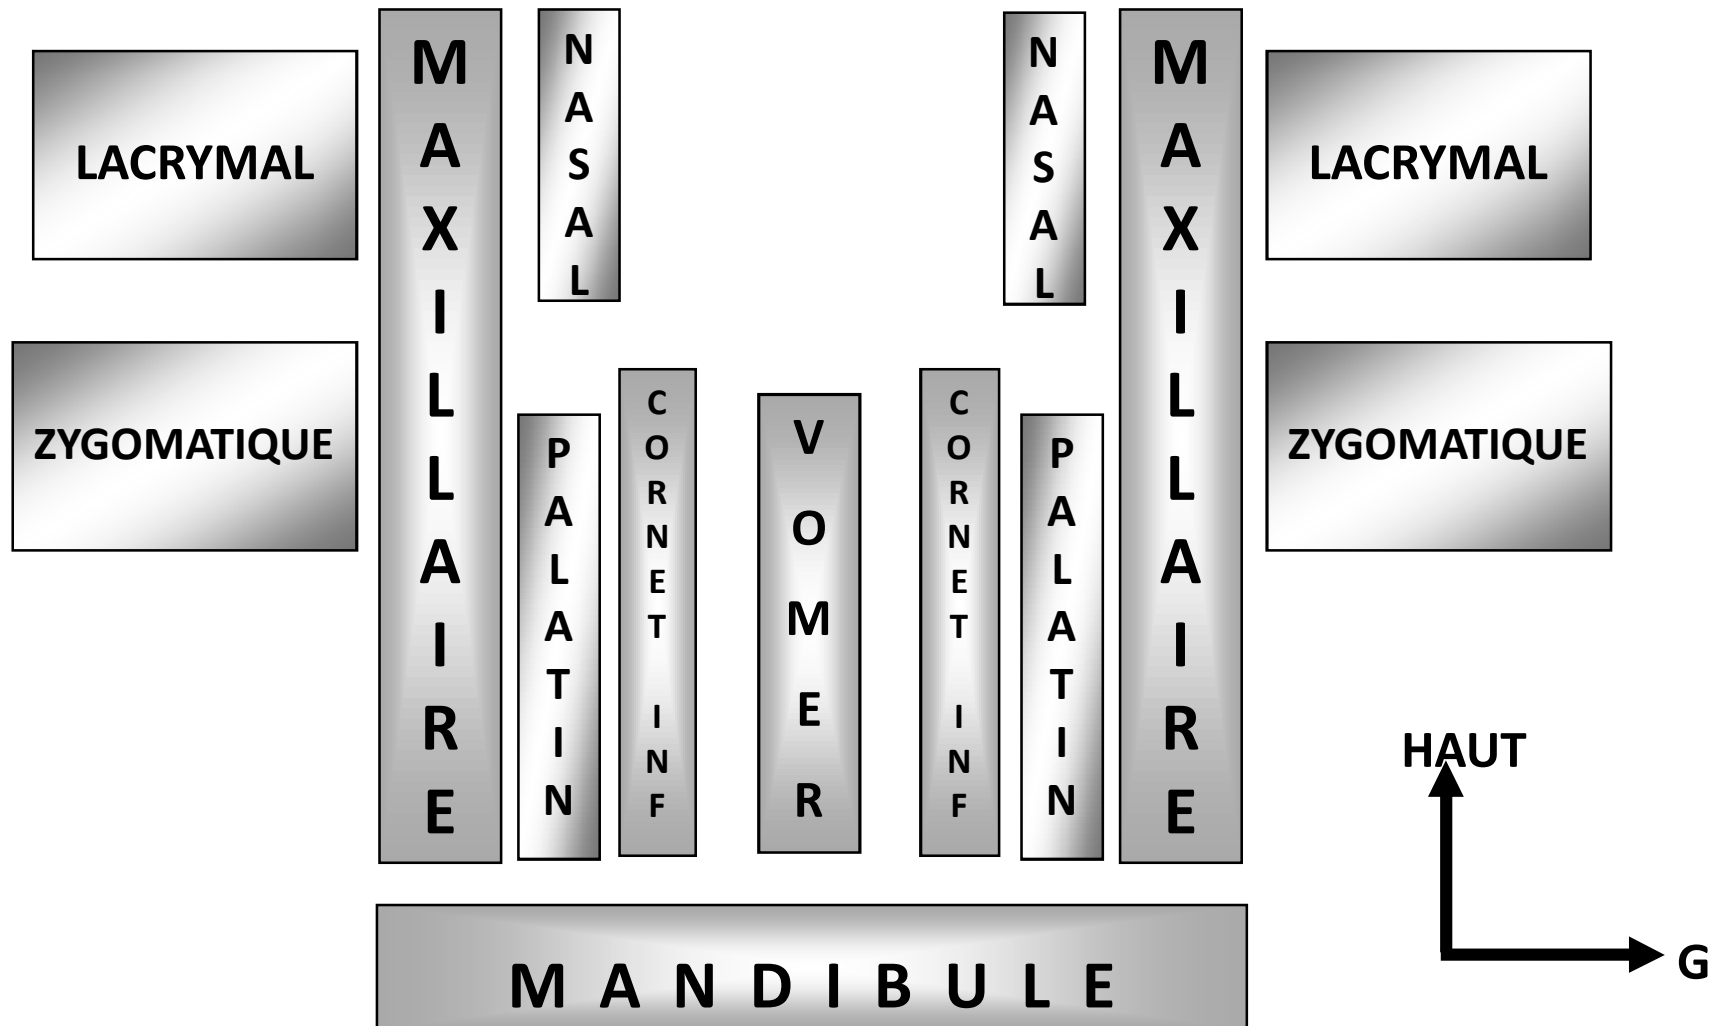 MAXILLAIRE
NASAL
NASAL
MAXILLAIRE
LACRYMAL
LACRYMAL
ZYGOMATIQUE
CORNET INF
VOMER
CORNET INF
ZYGOMATIQUE
PALATIN
PALATIN
HAUT
G
MANDIBULE